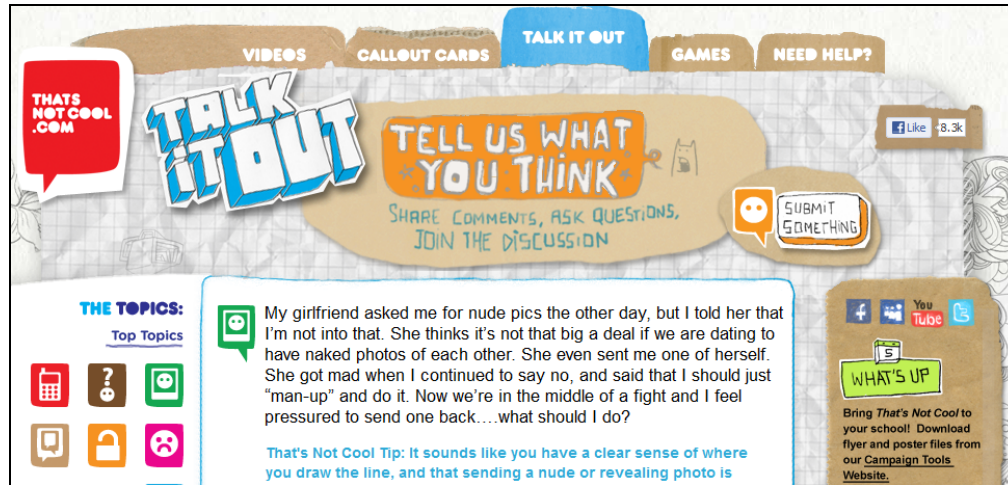 VIDEOS
CALLOUT CARDS
TALK IT OUT
GAMES
NEED HELP?
THATS
NOT COOL
.COM
TALK
IT OUT
TELL US WHAT
YOU THINK
SHARE COMMENTS, ASK QUESTIONS,
JOIN THE DISCUSSION
Like
8.3k
SUBMIT
SOMETHING
THE TOPICS:
Top Topics
My girlfriend asked me for nude pics the other day, but I told her that
I'm not into that. She thinks it's not that big a deal if we are dating to
have naked photos of each other. She even sent me one of herself.
She got mad when I continued to say no, and said that I should just
"man-up" and do it. Now we're in the middle of a fight and I feel
pressured to send one back….what should I do?
That's Not Cool Tip: It sounds like you have a clear sense of where
you draw the line, and that sending a nude or revealing photo is
You
Tube
5
WHAT'S UP
Bring That's Not Cool to
your school! Download
flyer and poster files from
our Campaign Tools
Website.